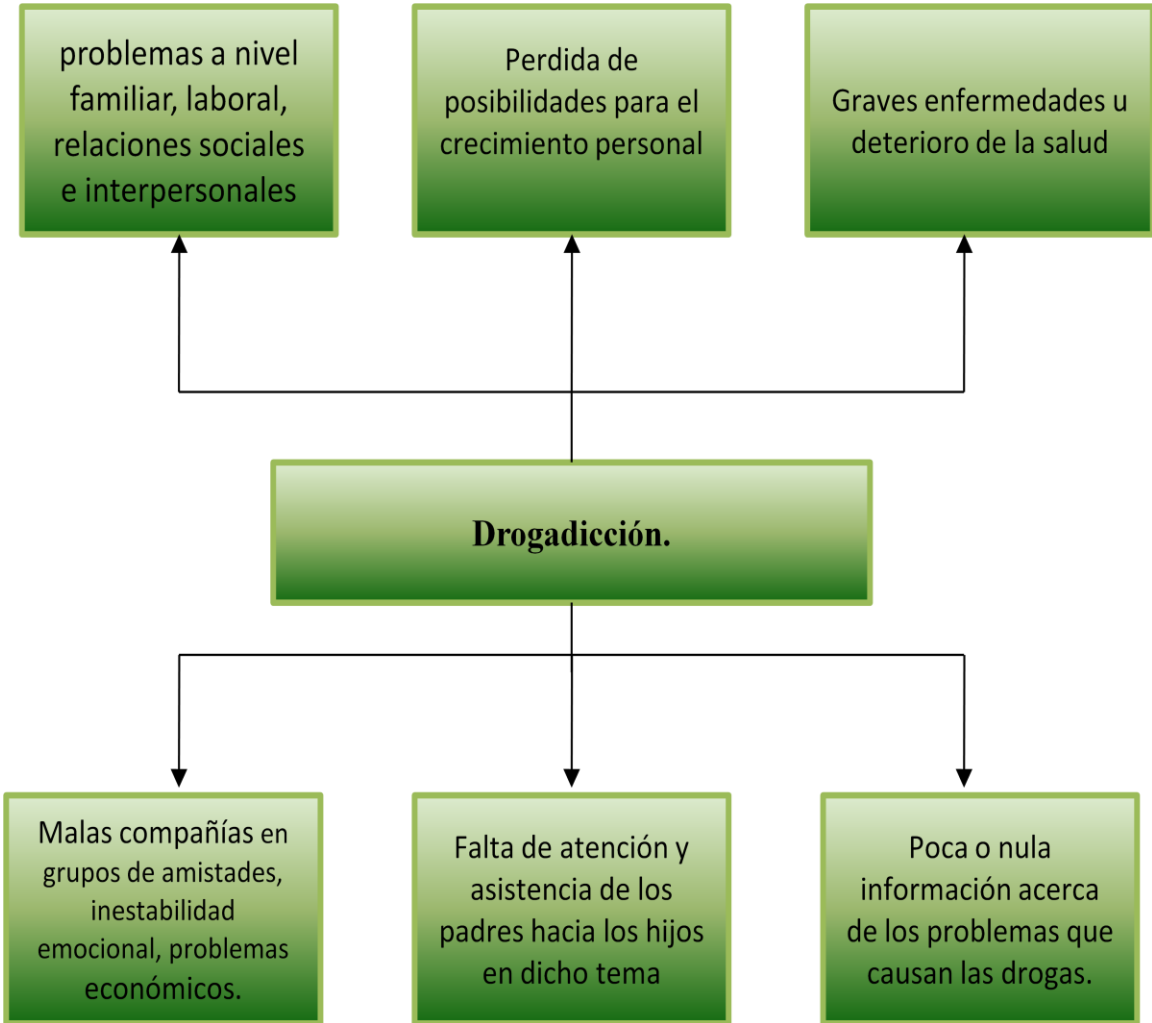 problemas a nivel
familiar, laboral,
relaciones sociales
e interpersonales
Perdida de
posibilidades para el
crecimiento personal
Graves enfermedades u
deterioro de la salud
Drogadicción.
Malas compañías en
grupos de amistades,
inestabilidad
emocional, problemas
económicos.
Falta de atención y
asistencia de los
padres hacia los hijos
en dicho tema
Poca o nula
información acerca
de los problemas que
causan las drogas.